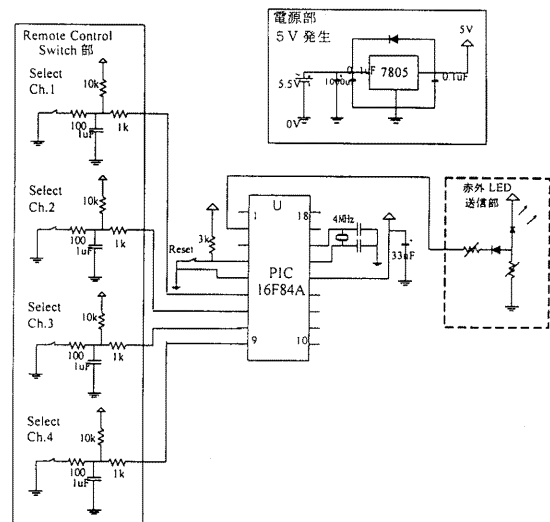 Remote Control
Switch 部
Select
Ch.1
10k
100
1uF
1k
Select
Ch.2
10k
100
1uF
1k
Select
Ch.3
10k
100
1uF
1k
Select
Ch.4
10k
100
1uF
1k
電源部
5V 発生
5V
7805
0.1uF
1000u
0.1uF
5.5V
0V
U
1
18
4MHz
3k
Reset
PIC
16F84A
33uF
9
10
赤外 LED
送信部